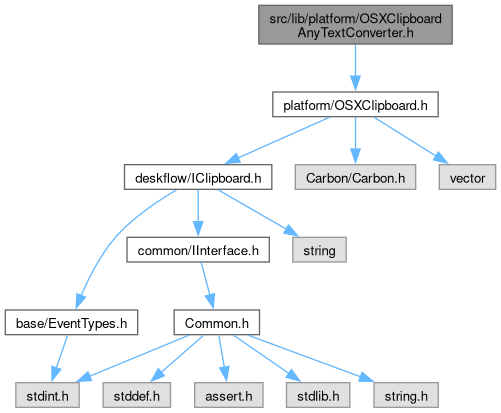 src/lib/platform/OSXClipboard
AnyTextConverter.h
platform/OSXClipboard.h
deskflow/IClipboard.h
Carbon/Carbon.h
vector
common/IInterface.h
string
base/EventTypes.h
Common.h
stdint.h
stddef.h
assert.h
stdlib.h
string.h